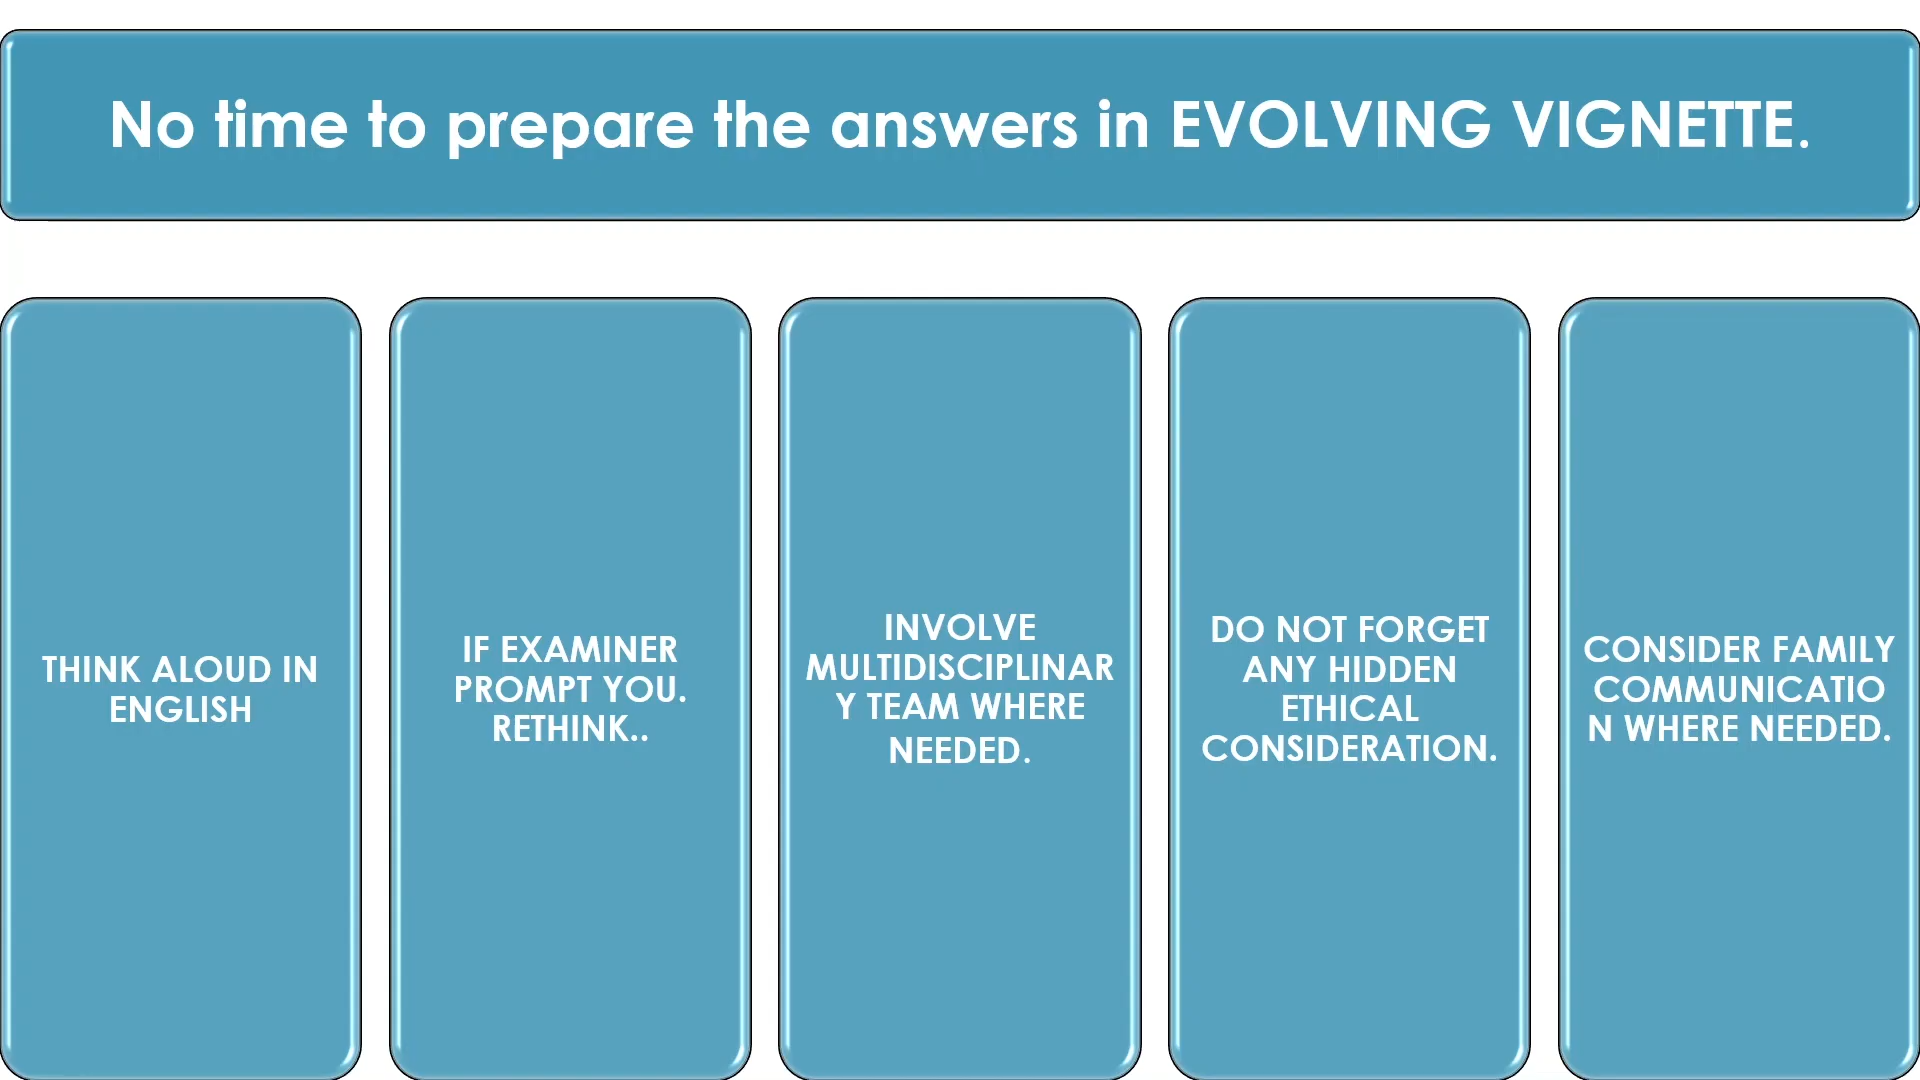 No time to prepare the answers in EVOLVING VIGNETTE.
THINK ALOUD IN
ENGLISH
IF EXAMINER
PROMPT YOU.
RETHINK..
INVOLVE
MULTIDISCIPLINAR
Y TEAM WHERE
NEEDED.
DO NOT FORGET
ANY HIDDEN
ETHICAL
CONSIDERATION.
CONSIDER FAMILY
COMMUNICATIO
N WHERE NEEDED.